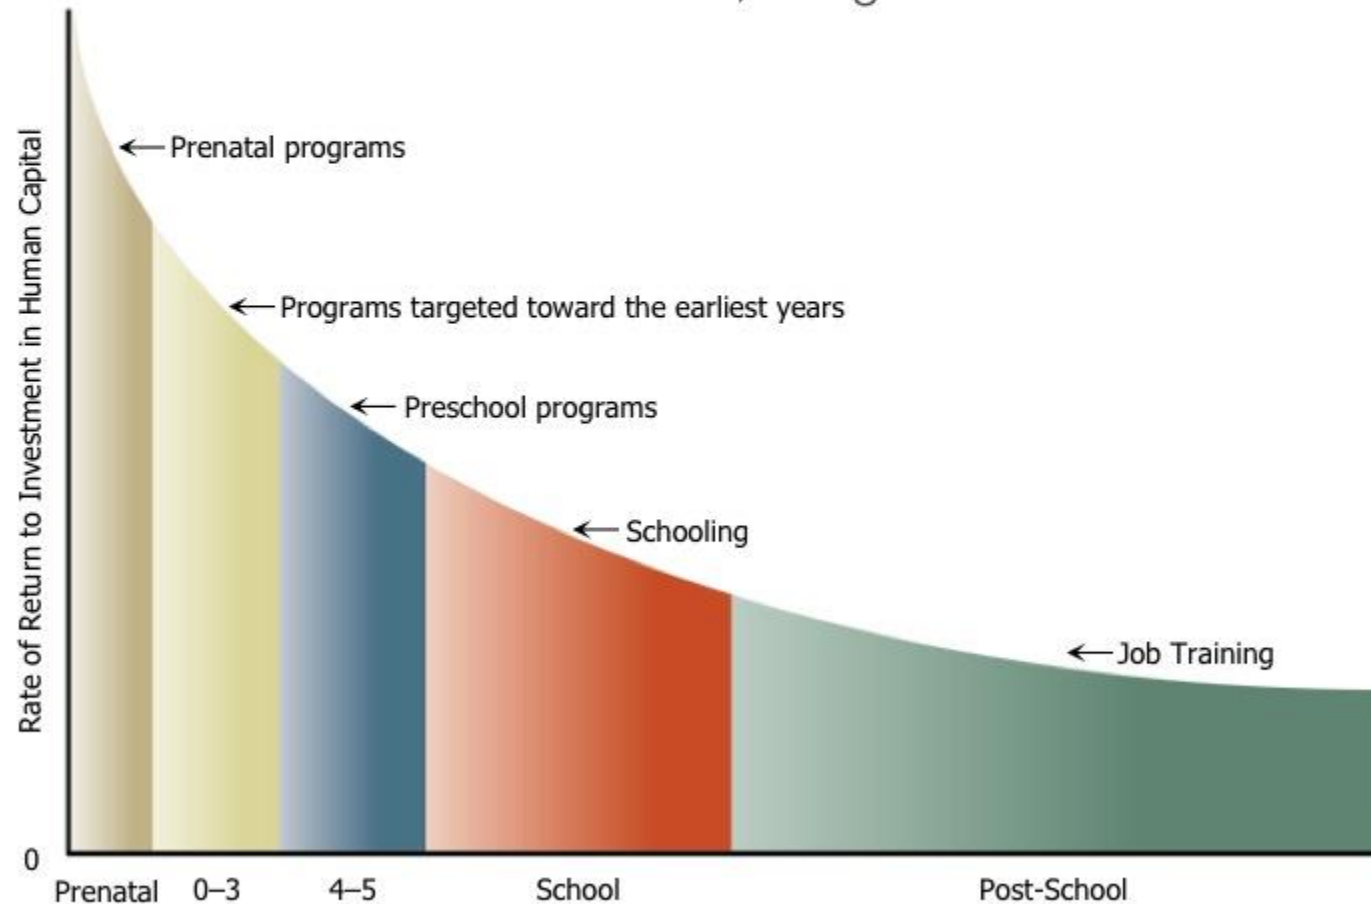 Rate of Return to Investment in Human Capital
Prenatal programs
Programs targeted toward the earliest years
Preschool programs
Schooling
Job Training
0
Prenatal 0–3 4–5 School Post-School